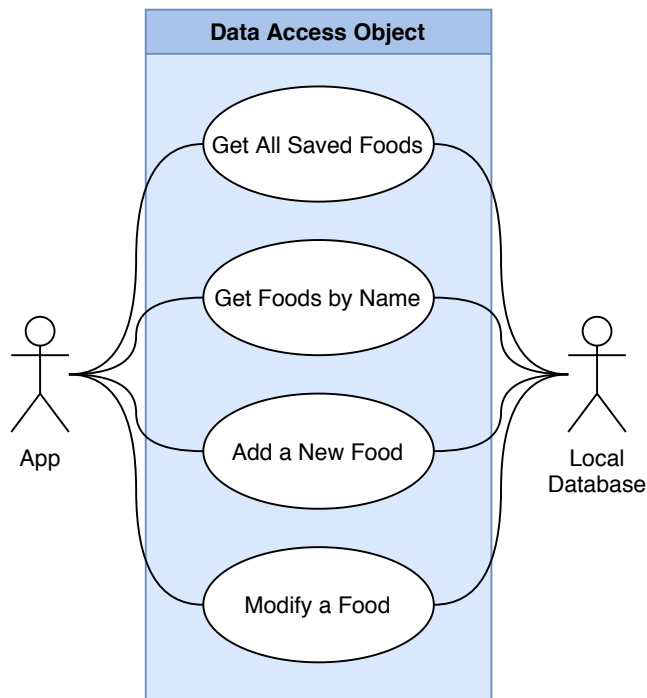 Data Access Object
Get All Saved Foods
Get Foods by Name
App
Local
Database
Add a New Food
Modify a Food